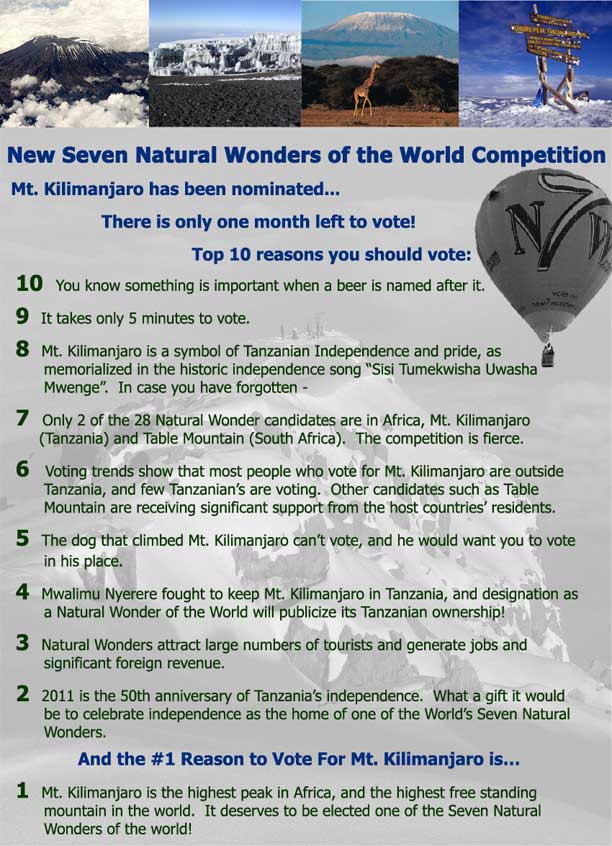 New Seven Natural Wonders of the World Competition
Mt. Kilimanjaro has been nominated...
There is only one month left to vote!
Top 10 reasons you should vote:
N7W
vote on
10 You know something is important when a beer is named after it.
9 It takes only 5 minutes to vote.
8 Mt. Kilimanjaro is a symbol of Tanzanian Independence and pride, as
memorialized in the historic independence song “Sisi Tumekwisha Uwasha
Mwenge”. In case you have forgotten -
7 Only 2 of the 28 Natural Wonder candidates are in Africa, Mt. Kilimanjaro
(Tanzania) and Table Mountain (South Africa). The competition is fierce.
6 Voting trends show that most people who vote for Mt. Kilimanjaro are outside
Tanzania, and few Tanzanian’s are voting. Other candidates such as Table
Mountain are receiving significant support from the host countries’ residents.
5 The dog that climbed Mt. Kilimanjaro can’t vote, and he would want you to vote
in his place.
4 Mwalimu Nyerere fought to keep Mt. Kilimanjaro in Tanzania, and designation as
a Natural Wonder of the World will publicize its Tanzanian ownership!
3 Natural Wonders attract large numbers of tourists and generate jobs and
significant foreign revenue.
2 2011 is the 50th anniversary of Tanzania’s independence. What a gift it would
be to celebrate independence as the home of one of the World’s Seven Natural
Wonders.
And the #1 Reason to Vote For Mt. Kilimanjaro is...
1 Mt. Kilimanjaro is the highest peak in Africa, and the highest free standing
mountain in the world. It deserves to be elected one of the Seven Natural
Wonders of the world!